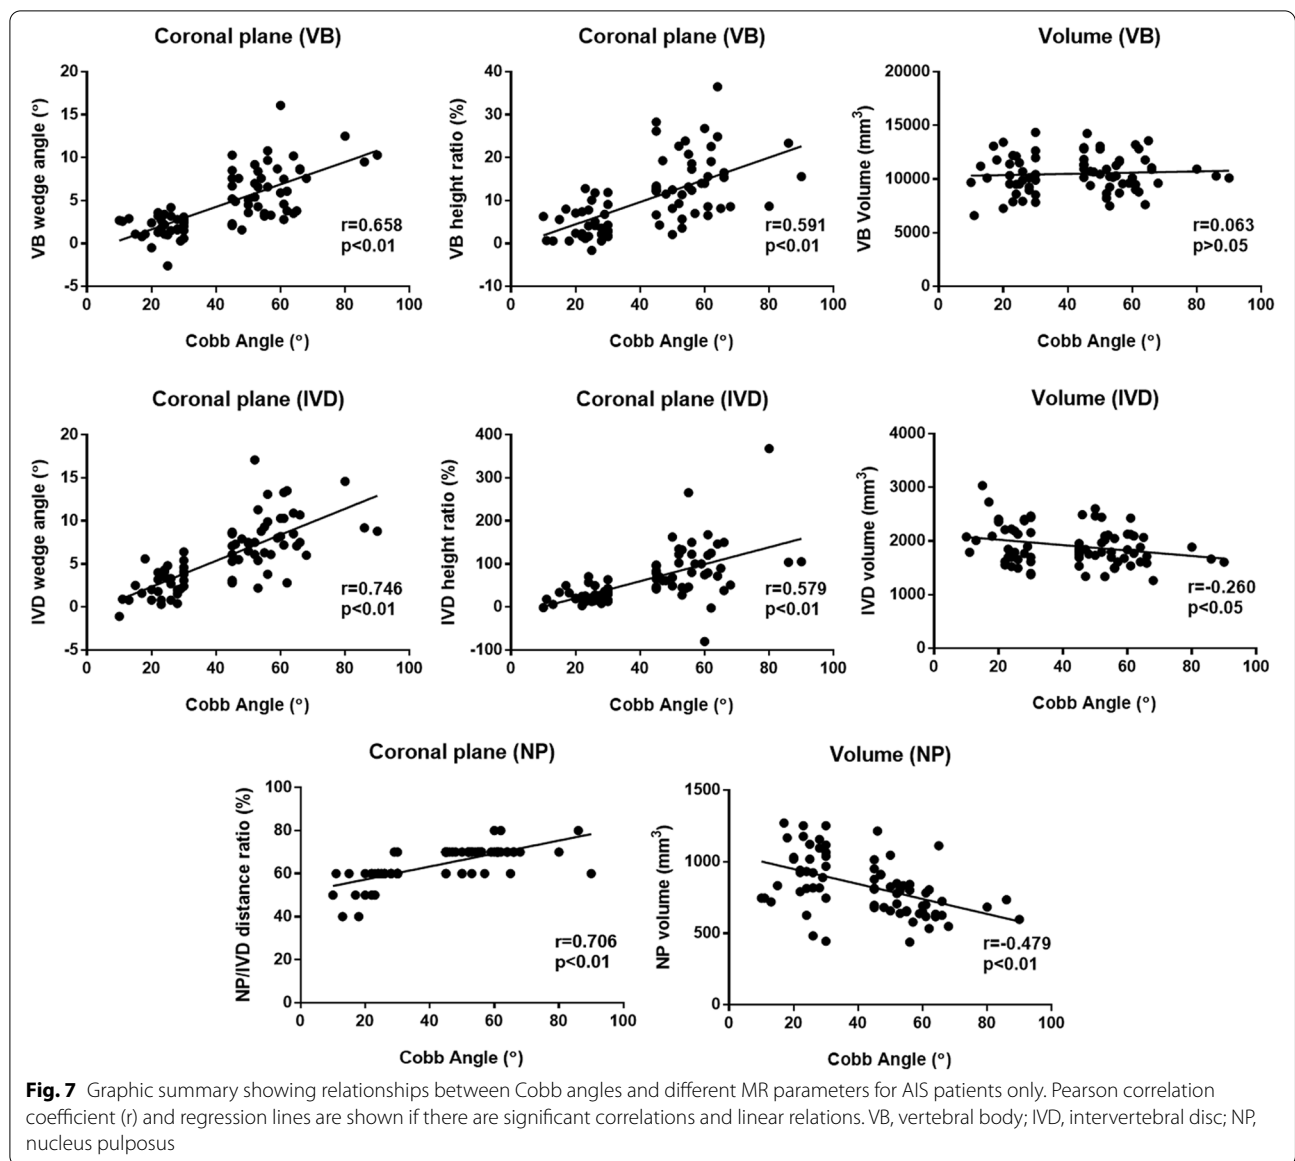 Coronal plane (VB)
VB wedge angle (°)
20
15
10
5
0
-5
0 20 40 60 80 100
r=0.658
p<0.01
Cobb Angle (°)
Coronal plane (VB)
VB height ratio (%)
40
30
20
10
0
-10
0 20 40 60 80 100
r=0.591
p<0.01
Cobb Angle (°)
Volume (VB)
VB Volume (mm³)
20000
15000
10000
5000
0
0 20 40 60 80 100
r=0.063
p>0.05
Cobb Angle (°)
Coronal plane (IVD)
IVD wedge angle (°)
20
15
10
5
0
-5
0 20 40 60 80 100
r=0.746
p<0.01
Cobb Angle (°)
Coronal plane (IVD)
IVD height ratio (%)
400
300
200
100
0
-100
0 20 40 60 80 100
r=0.579
p<0.01
Cobb Angle (°)
Volume (IVD)
IVD volume (mm³)
4000
3000
2000
1000
0
0 20 40 60 80 100
r=-0.260
p<0.05
Cobb Angle (°)
Coronal plane (NP)
NP/IVD distance ratio (%)
100
80
60
40
20
0
0 20 40 60 80 100
r=0.706
p<0.01
Cobb Angle (°)
Volume (NP)
NP volume (mm³)
1500
1000
500
0
0 20 40 60 80 100
r=-0.479
p<0.01
Cobb Angle (°)
Fig. 7 Graphic summary showing relationships between Cobb angles and different MR parameters for AIS patients only. Pearson correlation
coefficient (r) and regression lines are shown if there are significant correlations and linear relations. VB, vertebral body; IVD, intervertebral disc; NP,
nucleus pulposus